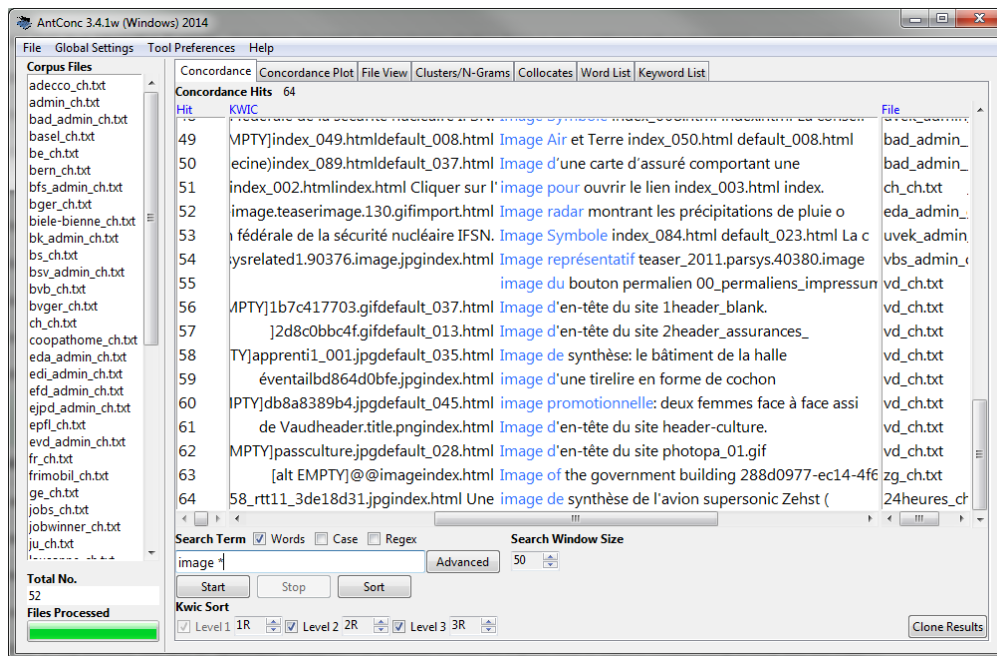 AntConc 3.4.1w (Windows) 2014
File Global Settings Tool Preferences Help
Corpus Files
adecco_ch.txt
admin_ch.txt
bad_admin_ch.txt
basel_ch.txt
be_ch.txt
bern_ch.txt
bfs_admin_ch.txt
bger_ch.txt
biele-bienne_ch.txt
bk_admin_ch.txt
bs_ch.txt
bsv_admin_ch.txt
bvb_ch.txt
bvger_ch.txt
ch_ch.txt
coopathome_ch.txt
eda_admin_ch.txt
edi_admin_ch.txt
efd_admin_ch.txt
ejpd_admin_ch.txt
epfl_ch.txt
evd_admin_ch.txt
fr_ch.txt
frimobil_ch.txt
ge_ch.txt
jobs_ch.txt
jobwinner_ch.txt
ju_ch.txt
Total No.
52
Files Processed
Concordance Concordance Plot File View Clusters/N-Grams Collocates Word List Keyword List
Concordance Hits 64
Hit KWIC File
49 MPTY]index_049.htmldefault_008.html Image Air et Terre index_050.html default_008.html bad_admin_
50 ecine)index_089.htmldefault_037.html Image d'une carte d'assuré comportant une bad_admin_
51 index_002.htmlindex.html Cliquer sur l'image pour ouvrir le lien index_003.html index. ch_ch.txt
52 image.teaserimage.130.gifimport.html Image radar montrant les précipitations de pluie o eda_admin_
53 fédérale de la sécurité nucléaire IFSN. Image Symbole index_084.html default_023.html La c uvek_admin_
54 sysrelated1.90376.image.jpgindex.html Image représentatif teaser_2011.parsys.40380.image vbs_admin_c
55 image du bouton permalien 00_permaliens_impressum vd_ch.txt
56 MPTY]1b7c417703.gifdefault_037.html Image d'en-tête du site 1header_blank. vd_ch.txt
57 ]2d8c0bbc4f.gifdefault_013.html Image d'en-tête du site 2header_assurances_ vd_ch.txt
58 TY]apprenti1_001.jpgdefault_035.html Image de synthèse: le bâtiment de la halle vd_ch.txt
59 éventailbd864d0bfe.jpgindex.html image d'une tirelire en forme de cochon vd_ch.txt
60 IPTY]db8a8389b4.jpgdefault_045.html image promotionnelle: deux femmes face à face assi vd_ch.txt
61 de Vaudheader.title.pngindex.html Image d'en-tête du site header-culture. vd_ch.txt
62 MPTY]passculture.jpgdefault_028.html Image d'en-tête du site photopa_01.gif vd_ch.txt
63 [alt EMPTY]@@imageindex.html Image of the government building 288d0977-ec14-4f6 zg_ch.txt
64 58_rtt11_3de18d31.jpgindex.html Une image de synthèse de l'avion supersonic Zehst ( 24heures_ch
Search Term Words Case Regex Search Window Size
image * Advanced 50
Start Stop Sort
Kwic Sort
Level 1 1R Level 2 2R Level 3 3R Clone Results